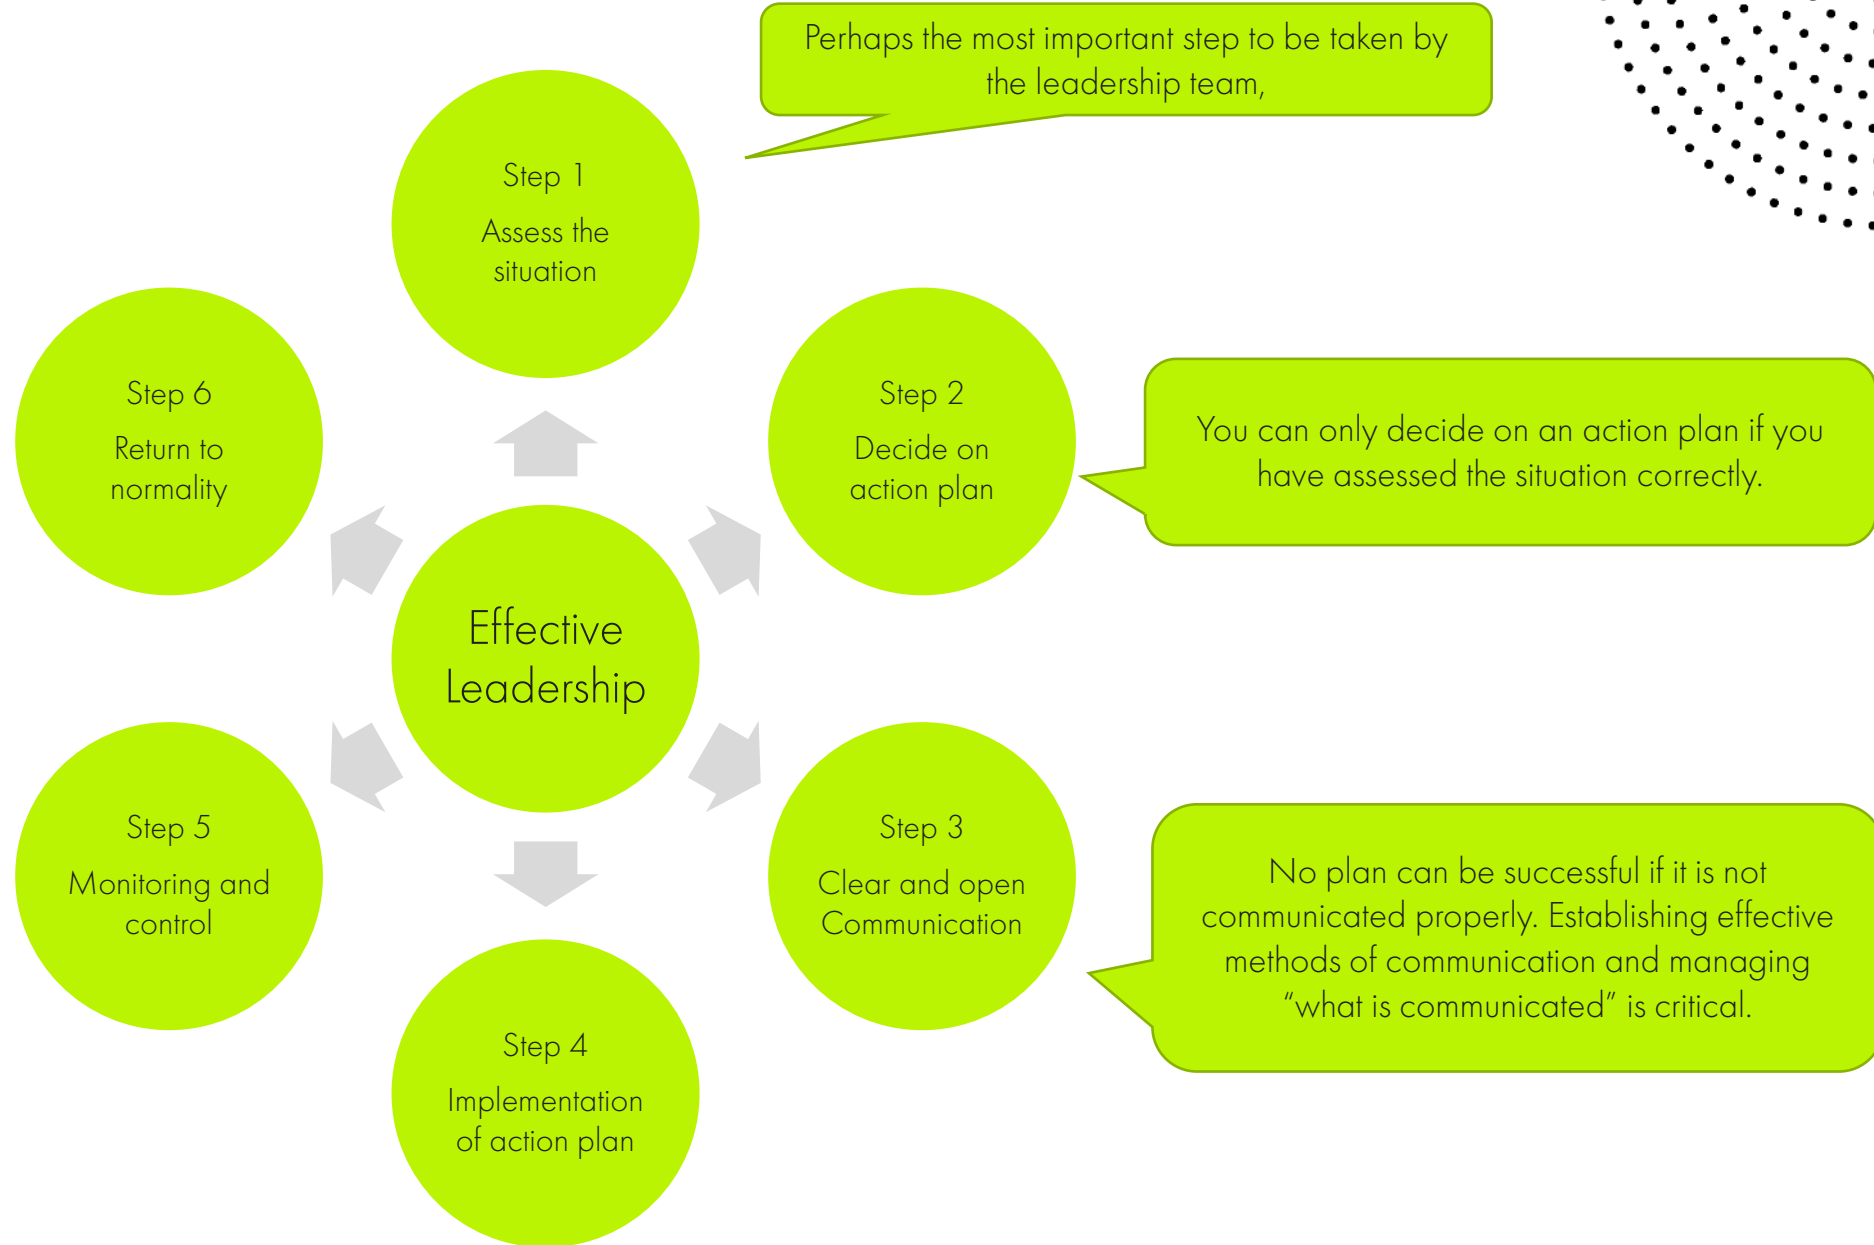 Perhaps the most important step to be taken by
the leadership team,
Step 1
Assess the
situation
Step 2
Decide on
action plan
You can only decide on an action plan if you
have assessed the situation correctly.
Step 3
Clear and open
Communication
No plan can be successful if it is not
communicated properly. Establishing effective
methods of communication and managing
“what is communicated” is critical.
Step 4
Implementation
of action plan
Step 5
Monitoring and
control
Step 6
Return to
normality
Effective
Leadership